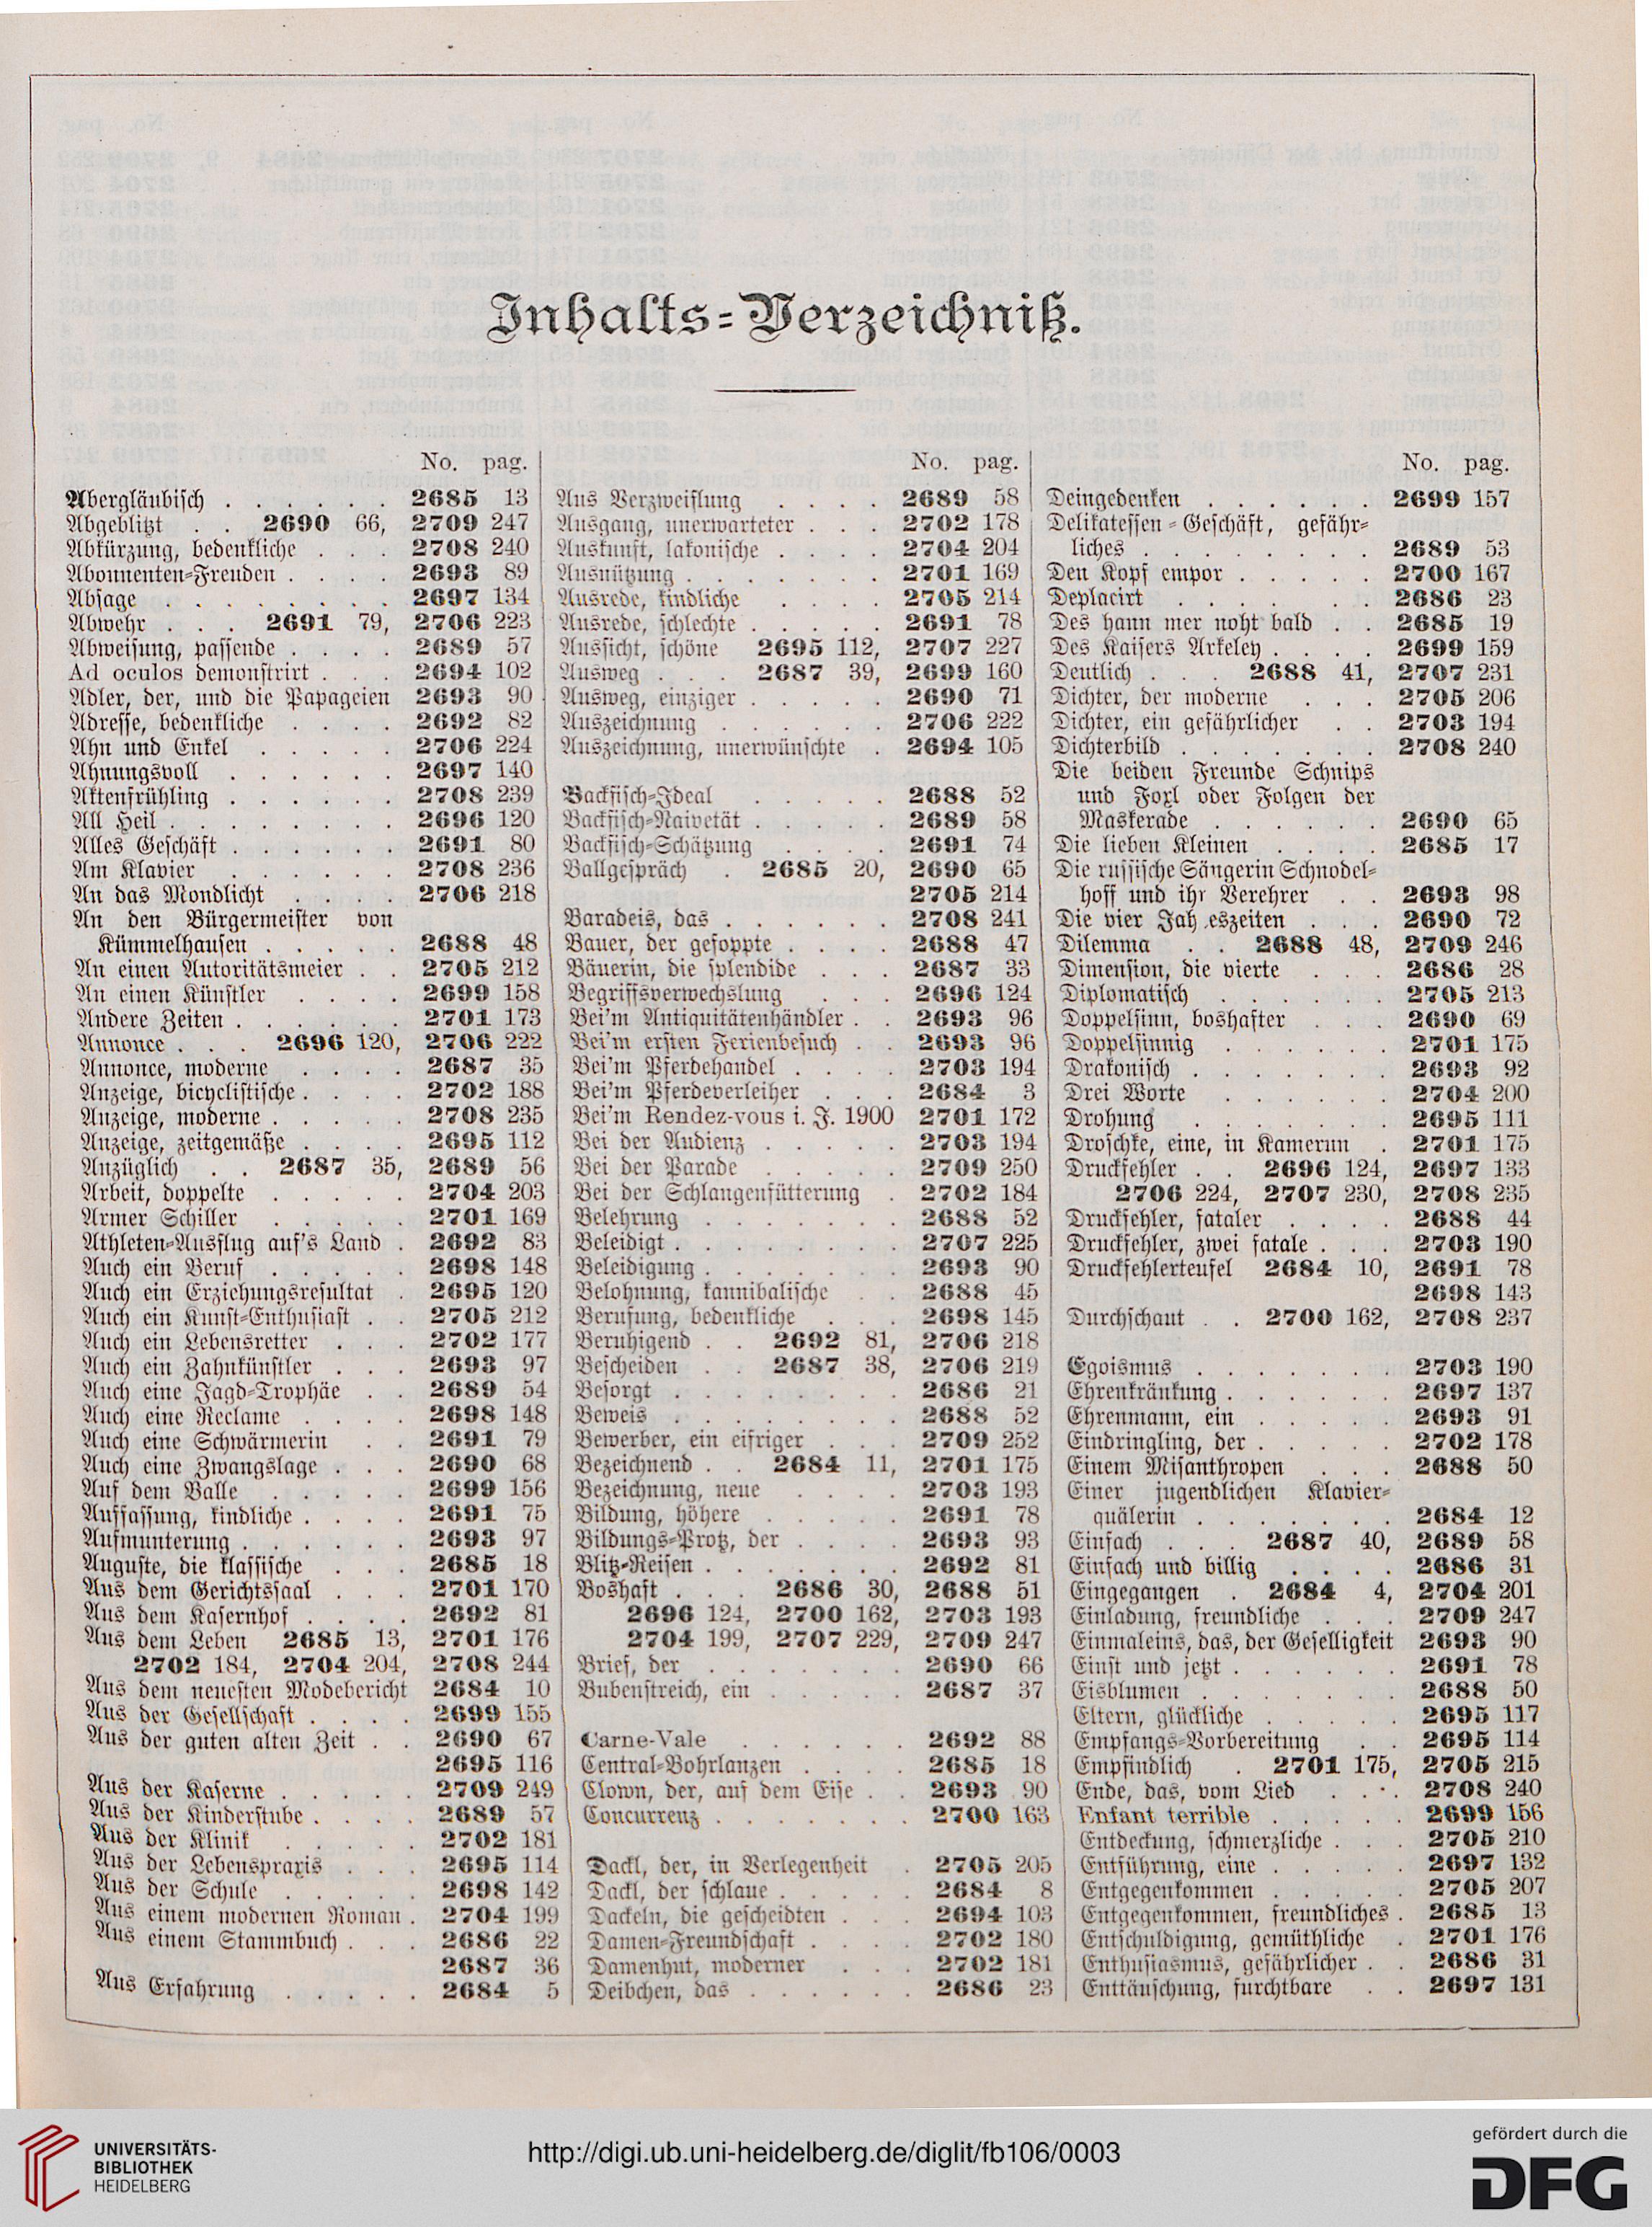 Inhalts-Verzeichniß.
No. pag.
Abergläubisch . . . . . . 2685 13
Abgeblitzt . . 2690 66, 2709 247
Abkürzung, bedenkliche . . . 2708 240
Abonnenten-Freuden . . . . 2693 89
Absage . . . . . . . . 2697 134
Abwehr . . . 2691 79, 2706 223
Abweisung, passende . . . . 2689 57
Ad oculos demonstrirt . . . 2694 102
Adler, der, und die Papageien 2693 90
Adresse, bedenkliche . . . . 2692 82
Ahn und Enkel . . . . . 2706 224
Ahnungsvoll . . . . . . 2697 140
Aktenfrühling . . . . . . 2708 239
All Heil . . . . . . . . 2696 120
Alles Geschäft . . . . . . 2691 80
Am Klavier . . . . . . 2708 236
An das Mondlicht . . . . 2706 218
An den Bürgermeister von
Kümmelhausen . . . . . 2688 48
An einen Autoritätsmeier . . 2705 212
An einen Künstler . . . . 2699 158
Andere Zeiten . . . . . . 2701 173
Annonce . . . 2696 120, 2706 222
Annonce, moderne . . . . 2687 35
Anzeige, bicyclistische . . . . 2702 188
Anzeige, moderne . . . . . 2708 235
Anzeige, zeitgemäße . . . . 2695 112
Anzüglich . . 2687 35, 2689 56
Arbeit, doppelte . . . . . 2704 203
Armer Schiller . . . . . 2701 169
Athleten-Ausflug auf's Land . 2692 83
Auch ein Beruf . . . . . 2698 148
Auch ein Erziehungsresultat . 2695 120
Auch ein Kunst-Enthusiast . . 2705 212
Auch ein Lebensretter . . . 2702 177
Auch ein Zahnkünstler . . . 2693 97
Auch eine Jagd-Trophäe . . 2689 54
Auch eine Reclame . . . . 2698 148
Auch eine Schwärmerin . . 2691 79
Auch eine Zwangslage . . . 2690 68
Auf dem Balle . . . . . 2699 156
Auffassung, kindliche . . . . 2691 75
Aufmunterung . . . . . . 2693 97
Auguste, die klassische . . . 2685 18
Aus dem Gerichtssaal . . . 2701 170
Aus dem Kasernhof . . . . 2692 81
Aus dem Leben 2685 13, 2701 176
2702 184, 2704 204, 2708 244
Aus dem neuesten Modebericht 2684 10
Aus der Gesellschaft . . . . 2699 155
Aus der guten alten Zeit . . 2690 67
2695 116
Aus der Kaserne . . . . . 2709 249
Aus der Kinderstube . . . . 2689 57
Aus der Klinik . . . . . 2702 181
Aus der Lebenspraxis . . . 2695 114
Aus der Schule . . . . . 2698 142
Aus einem modernen Roman . 2704 199
Aus einem Stammbuch . . . 2686 22
2687 36
Aus Erfahrung . . . . . 2684 5
No. pag.
Aus Verzweiflung . . . . 2689 58
Ausgang, unerwarteter . . . 2702 178
Auskunft, lakonische . . . . 2704 204
Ausnützung . . . . . . . 2701 169
Ausrede, kindliche . . . . 2705 214
Ausrede, schlechte . . . . . 2691 78
Aussicht, schöne 2695 112, 2707 227
Ausweg . . . 2687 39, 2699 160
Ausweg, einziger . . . . . 2690 71
Auszeichnung . . . . . . 2706 222
Auszeichnung, unerwünschte . 2694 105
Backfisch-Ideal . . . . . 2688 52
Backfisch-Naivetät . . . . 2689 58
Backfisch-Schätzung . . . . 2691 74
Ballgespräch . 2685 20, 2690 65
2705 214
Baradeis, das . . . . . . 2708 241
Bauer, der gefoppte . . . . 2688 47
Bäuerin, die splendide . . . 2687 33
Begriffsverwechslung . . . 2696 124
Bei'm Antiquitätenhändler . . 2693 96
Bei'm ersten Ferienbesuch . . 2693 96
Bei'm Pferdehandel . . . . 2703 194
Bei'm Pferdeverleiher . . . 2684 3
Bei'm Rendez-vous i. J. 1900 2701 172
Bei der Audienz . . . . . 2703 194
Bei der Parade . . . . . 2709 250
Bei der Schlangenfütterung . 2702 184
Belehrung . . . . . . . 2688 52
Beleidigt . . . . . . . . 2707 225
Beleidigung . . . . . . . 2693 90
Belohnung, kannibalische . . 2688 45
Berufung, bedenkliche . . . 2698 145
Beruhigend . . 2692 81, 2706 218
Bescheiden . . 2687 38, 2706 219
Besorgt . . . . . . . . 2686 21
Beweis . . . . . . . . 2688 52
Bewerber, ein eifriger . . . 2709 252
Bezeichnend . . 2684 11, 2701 175
Bezeichnung, neue . . . . 2703 193
Bildung, höhere . . . . . 2691 78
Bildungs-Protz, der . . . . 2693 93
Blitz-Reisen . . . . . . . 2692 81
Boshaft . . . 2686 30, 2688 51
2696 124, 2700 162, 2703 193
2704 199, 2707 229, 2709 247
Brief, der . . . . . . . 2690 66
Bubenstreich, ein . . . . . 2687 37
Carne-Vale . . . . . . 2692 88
Central-Bohrlanzen . . . . 2685 18
Clown, der, auf dem Eise . . 2693 90
Concurrenz . . . . . . . 2700 163
Dackl, der, in Verlegenheit . 2705 205
Dackl, der schlaue . . . . . 2684 8
Dackeln, die gescheidten . . . 2694 103
Damen-Freundschaft . . . . 2702 180
Damenhut, moderner . . . 2702 181
Deibchen, das . . . . . . 2686 23
No. pag.
Deingedenken . . . . . . 2699 157
Delikatessen-Geschäft, gefähr-
liches . . . . . . . . 2689 53
Den Kopf empor . . . . . 2700 167
Deplacirt . . . . . . . 2686 23
Des hann mer noht bald . . 2685 19
Des Kaisers Arkeley . . . . 2699 159
Deutlich . . . 2688 41, 2707 231
Dichter, der moderne . . . 2705 206
Dichter, ein gefährlicher . . 2703 194
Dichterbild . . . . . . . 2708 240
Die beiden Freunde Schnips
und Foxl oder Folgen der
Maskerade . . . . . . 2690 65
Die lieben Kleinen . . . . 2685 17
Die russische Sängerin Schnodel-
hoff und ihr Verehrer . . 2693 98
Die vier Jah eszeiten . . . 2690 72
Dilemma . . 2688 48, 2709 246
Dimension, die vierte . . . 2686 28
Diplomatisch . . . . . . 2705 213
Doppelsinn, boshafter . . . 2690 69
Doppelsinnig . . . . . . 2701 175
Drakonisch . . . . . . . 2693 92
Drei Worte . . . . . . 2704 200
Drohung . . . . . . . 2695 111
Droschke, eine, in Kamerun . 2701 175
Druckfehler . . 2696 124, 2697 133
2706 224, 2707 230, 2708 235
Druckfehler, fataler . . . . 2688 44
Druckfehler, zwei fatale . . . 2703 190
Druckfehlerteufel 2684 10, 2691 78
2698 143
Durchschaut . . 2700 162, 2708 237
Egoismus . . . . . . . 2703 190
Ehrenkränkung . . . . . . 2697 137
Ehrenmann, ein . . . . . 2693 91
Eindringling, der . . . . . 2702 178
Einem Misanthropen . . . 2688 50
Einer jugendlichen Klavier-
quälerin . . . . . . . 2684 12
Einfach . . . 2687 40, 2689 58
Einfach und billig . . . . 2686 31
Eingegangen . 2684 4, 2704 201
Einladung, freundliche . . . 2709 247
Einmaleins, das, der Geselligkeit 2693 90
Einst und jetzt . . . . . . 2691 78
Eisblumen . . . . . . . 2688 50
Eltern, glückliche . . . . . 2695 117
Empfangs-Vorbereitung . . 2695 114
Empfindlich . 2701 175, 2705 215
Ende, das, vom Lied . . . 2708 240
Enfant terrible . . . . . 2699 156
Entdeckung, schmerzliche . . . 2705 210
Entführung, eine . . . . . 2697 132
Entgegenkommen . . . . . 2705 207
Entgegenkommen, freundliches . 2685 13
Entschuldigung, gemüthliche . 2701 176
Enthusiasmus, gefährlicher . . 2686 31
Enttäuschung, furchtbare . . 2697 131
UNIVERSITÄTS-
BIBLIOTHEK
HEIDELBERG
http://digi.ub.uni-heidelberg.de/diglit/fb106/0003
gefördert durch die
DFG